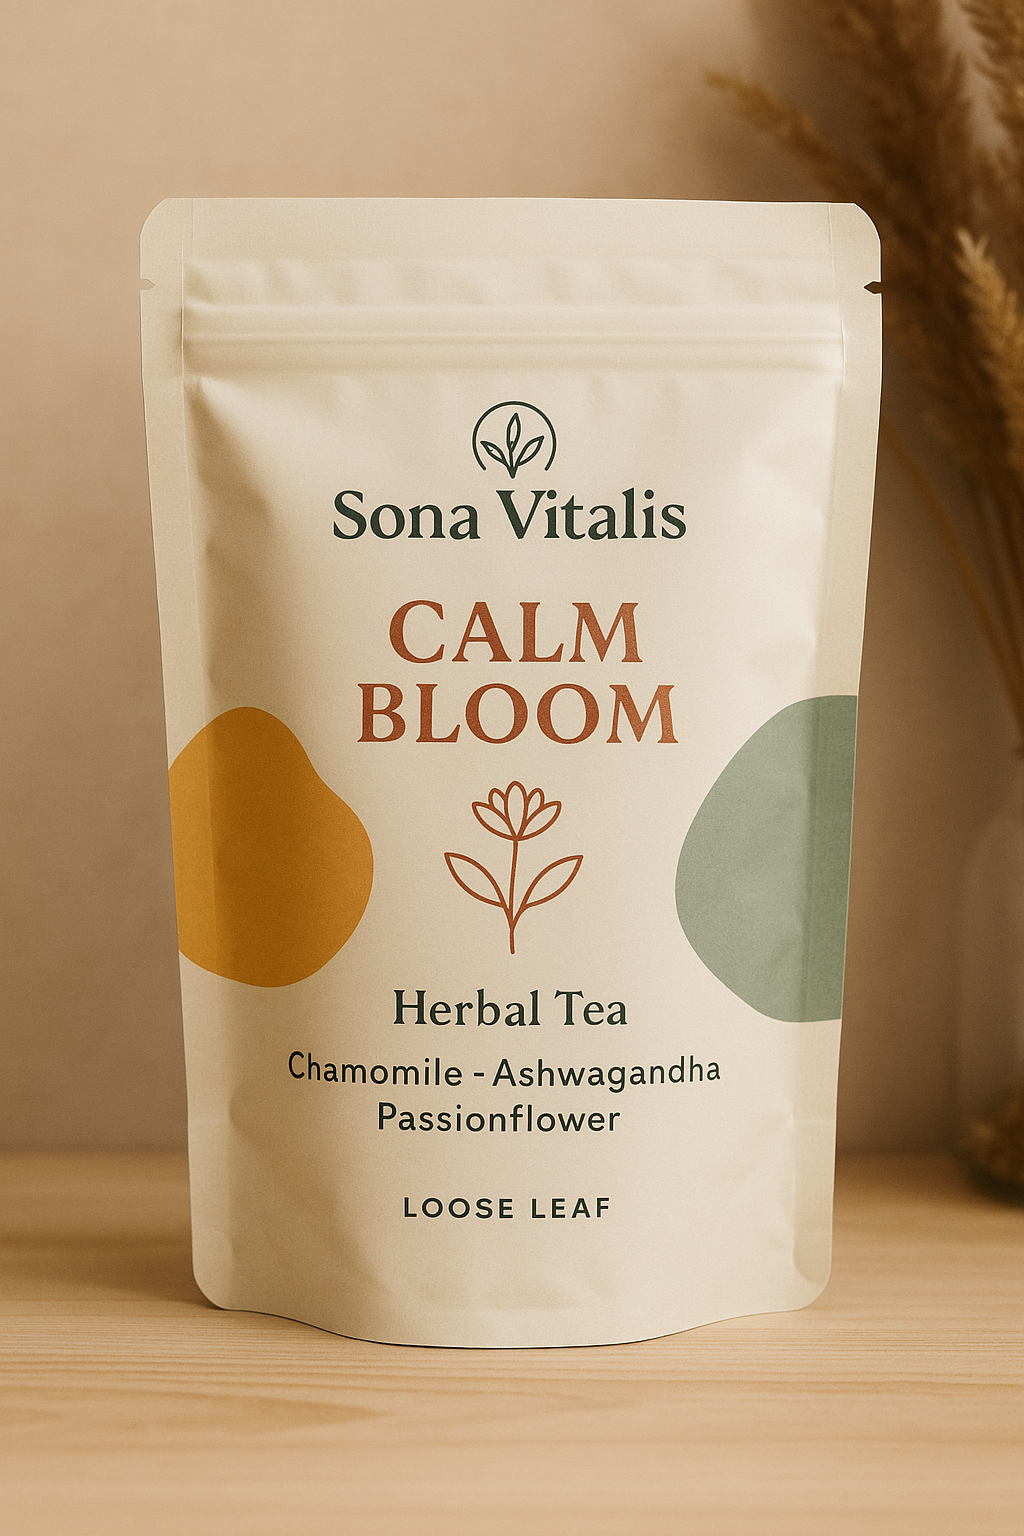 Sona Vitalis
CALM
BLOOM
Herbal Tea
Chamomile - Ashwagandha
Passionflower
LOOSE LEAF